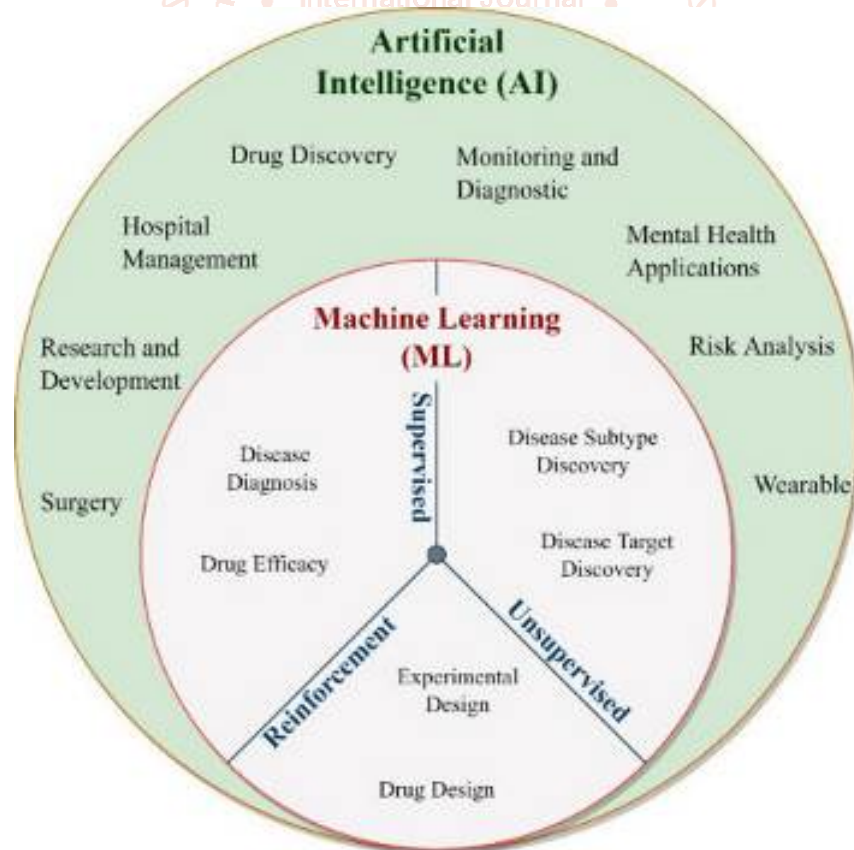 International Journal
Artificial
Intelligence (AI)
Drug Discovery
Monitoring and
Diagnostic
Hospital
Management
Mental Health
Applications
Machine Learning
(ML)
Research and
Development
Risk Analysis
Supervised
Disease
Diagnosis
Disease Subtype
Discovery
Surgery
Wearable
Drug Efficacy
Disease Target
Discovery
Reinforcement
Unsupervised
Experimental
Design
Drug Design